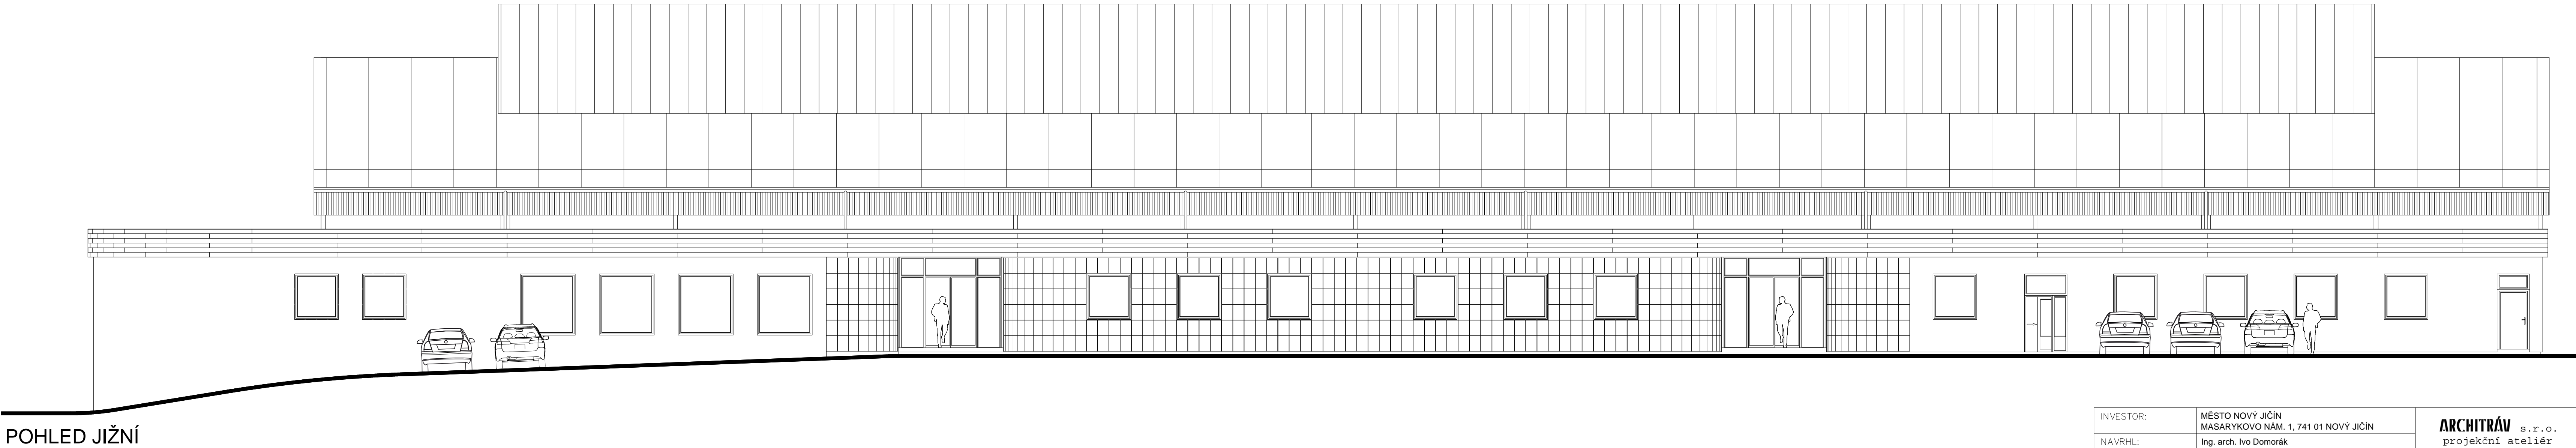 POHLED JIŽNÍ
INVESTOR:
MĚSTO NOVÝ JIČÍN
MASARYKOVO NÁM. 1, 741 01 NOVÝ JIČÍN
NAVRHL:
Ing. arch. Ivo Domorák
ARCHITRÁV s.r.o.
projekční ateliér